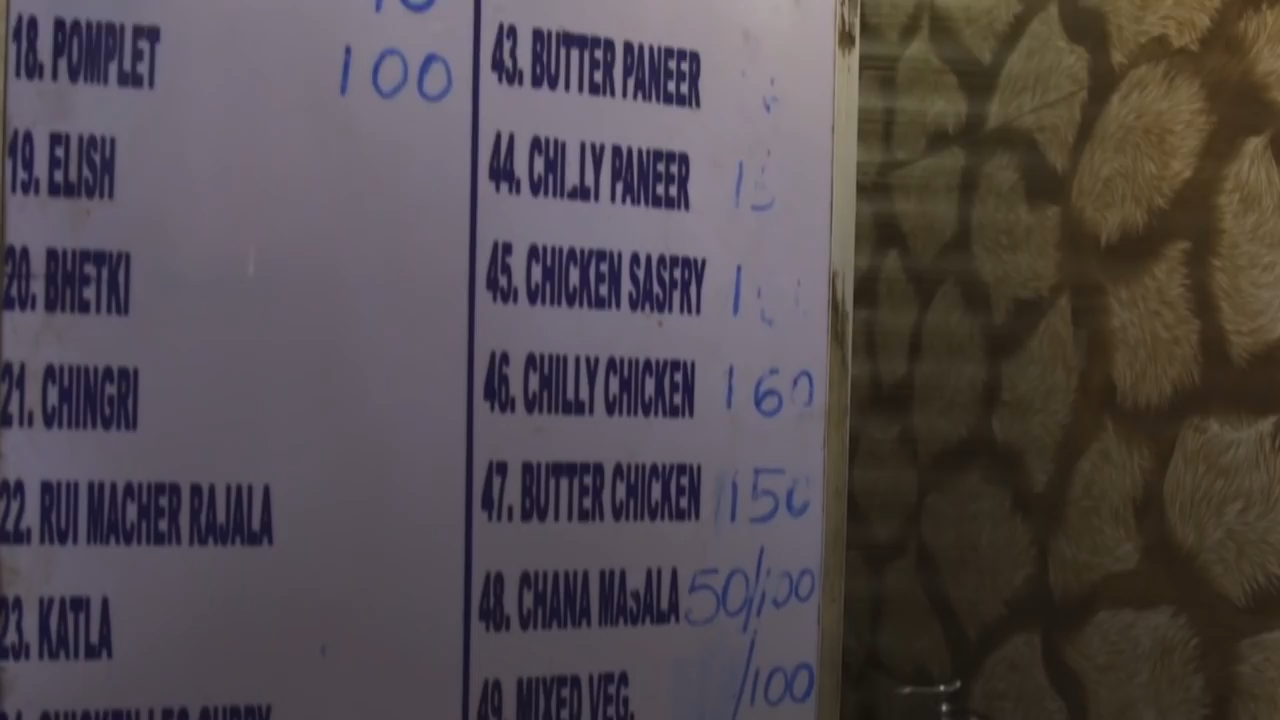 18. POMPLET 100
19. ELISH
20. BHETKI
21. CHINGRI
22. RUI MACHER RAJALA
23. KATLA
43. BUTTER PANEER
44. CHILLY PANEER
45. CHICKEN SASFRY
46. CHILLY CHICKEN 160
47. BUTTER CHICKEN 150
48. CHANA MASALA 50/100
49. MIXED VEG. /100